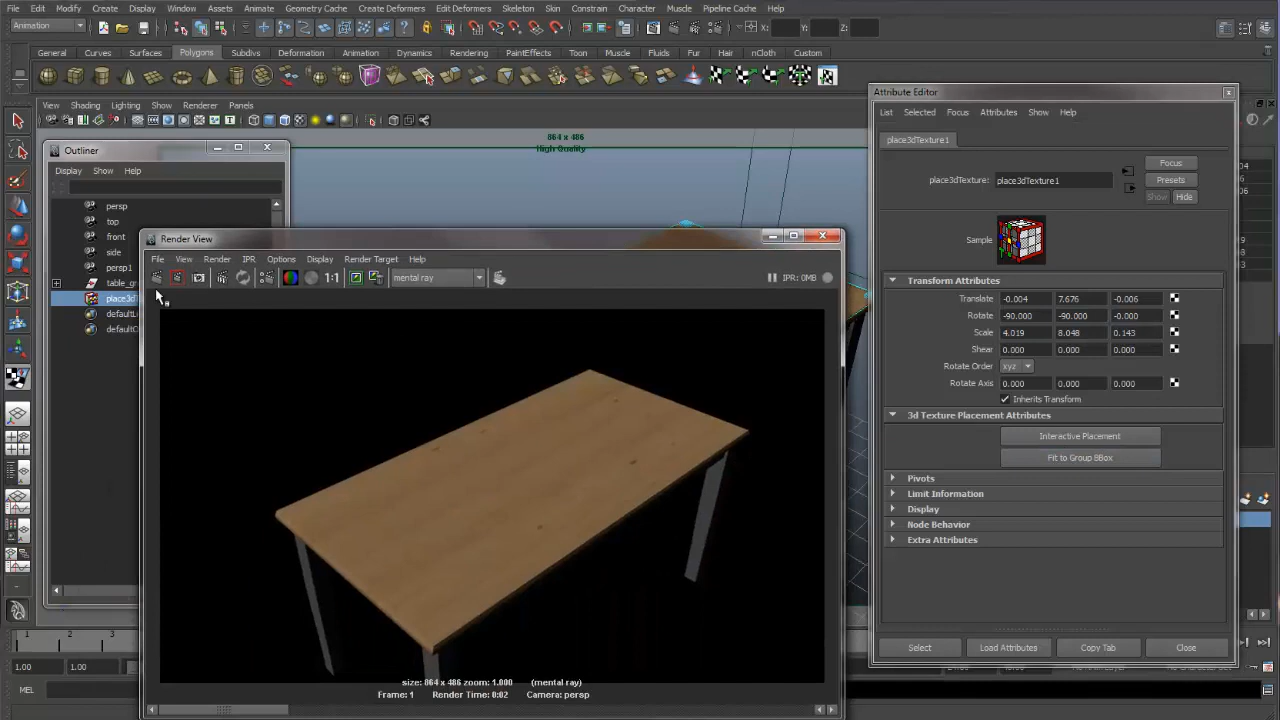 File Edit Modify Create Display Window Assets Animate Geometry Cache Create Deformers Edit Deformers Skeleton Skin Constrain Character Muscle Pipeline Cache
Animation X: Y: Z:
General Curves Surfaces Polygons Subdivs Deformation Animation Dynamics Rendering PaintEffects Toon Muscle Fluids Fur Hair nCloth Custom
View Shading Lighting Show Renderer Panels
864 x 486
High Quality
Outliner
Display Show Help
persp
top
front
side
persp1
table_gr
place3dT
defaultL
defaultO
Render View
File View Render IPR Options Display Render Target Help
1:1 mental ray IPR: 0MB
size: 864 x 486 zoom: 1.000 (mental ray)
Frame: 1 Render Time: 0:02 Camera: persp
Attribute Editor
List Selected Focus Attributes Show Help
place3dTexture1
place3dTexture: place3dTexture1
Focus
Presets
Show Hide
Sample
Transform Attributes
Translate -0.004 7.676 -0.006
Rotate -90.000 -90.000 -0.000
Scale 4.019 8.048 0.143
Shear 0.000 0.000 0.000
Rotate Order xyz
Rotate Axis 0.000 0.000 0.000
Inherits Transform
3d Texture Placement Attributes
Interactive Placement
Fit to Group BBox
Pivots
Limit Information
Display
Node Behavior
Extra Attributes
Select Load Attributes Copy Tab Close
1 2 3
1.00 1.00
MEL